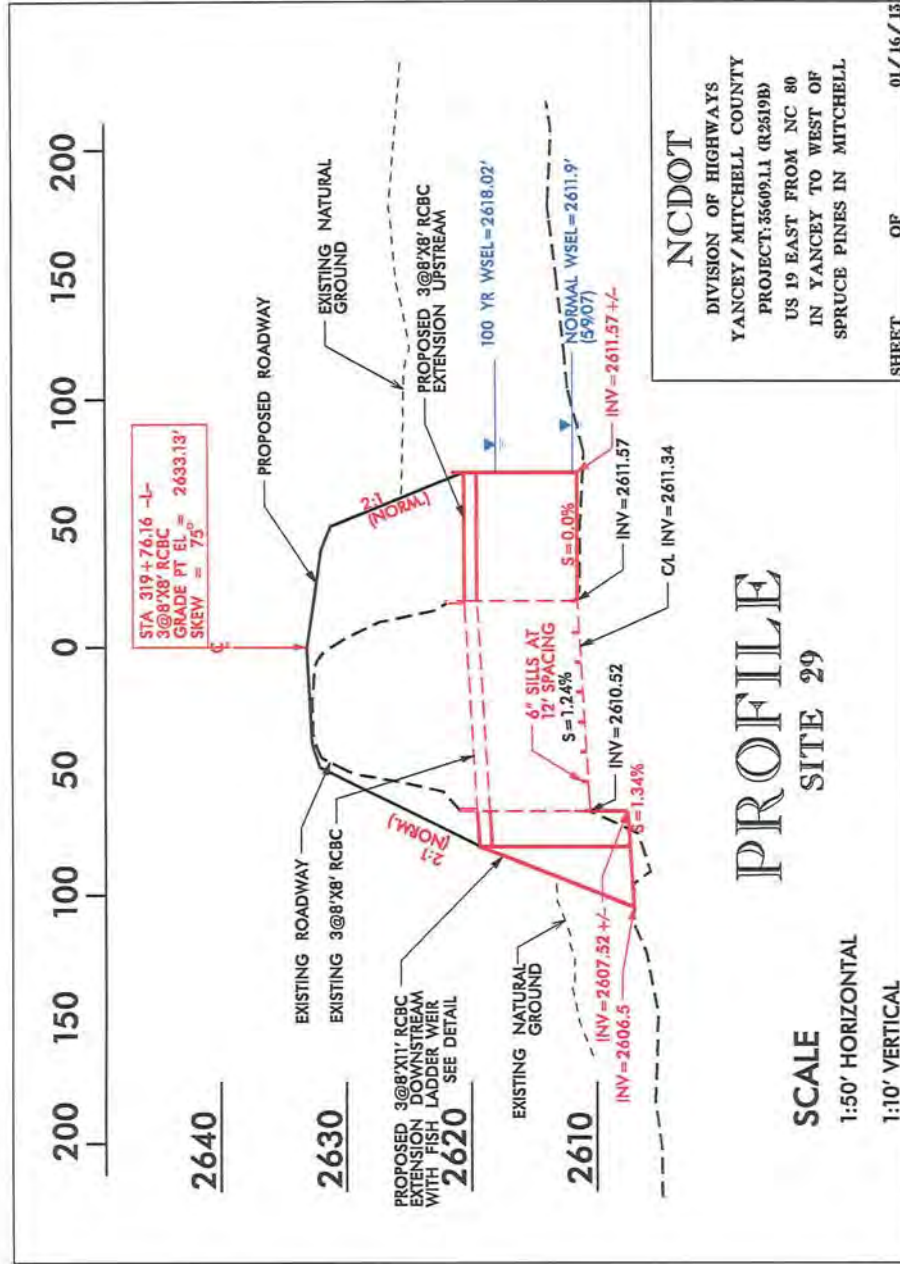 200
150
100
50
0
50
100
150
200
2640
2630
2620
2610
STA 319+76.16 -L-
3@8'X8' RCBC
GRADE PT EL = 2633.13'
SKEW = 75°
PROPOSED ROADWAY
EXISTING NATURAL
GROUND
EXISTING ROADWAY
EXISTING 3@8'X8' RCBC
2:1
(NORM.)
2:1
(NORM.)
PROPOSED 3@8'X8' RCBC
EXTENSION UPSTREAM
PROPOSED 3@8'X11' RCBC
EXTENSION DOWNSTREAM
WITH FISH LADDER WEIR
SEE DETAIL
100 YR WSEL=2618.02'
NORMAL WSEL=2611.9'
(5/9/07)
EXISTING NATURAL
GROUND
6" SILLS AT
12' SPACING
S=1.24%
S=0.0%
INV=2611.57 +/-
INV=2611.57
C/L INV=2611.34
INV=2610.52
S=1.34%
INV=2607.52 +/-
INV=2606.5
PROFILE
SITE 29
SCALE
1:50' HORIZONTAL
1:10' VERTICAL
NCDOT
DIVISION OF HIGHWAYS
YANCEY/MITCHELL COUNTY
PROJECT:35609.1.1 (R2519B)
US 19 EAST FROM NC 80
IN YANCEY TO WEST OF
SPRUCE PINES IN MITCHELL
SHEET OF 01/16/13